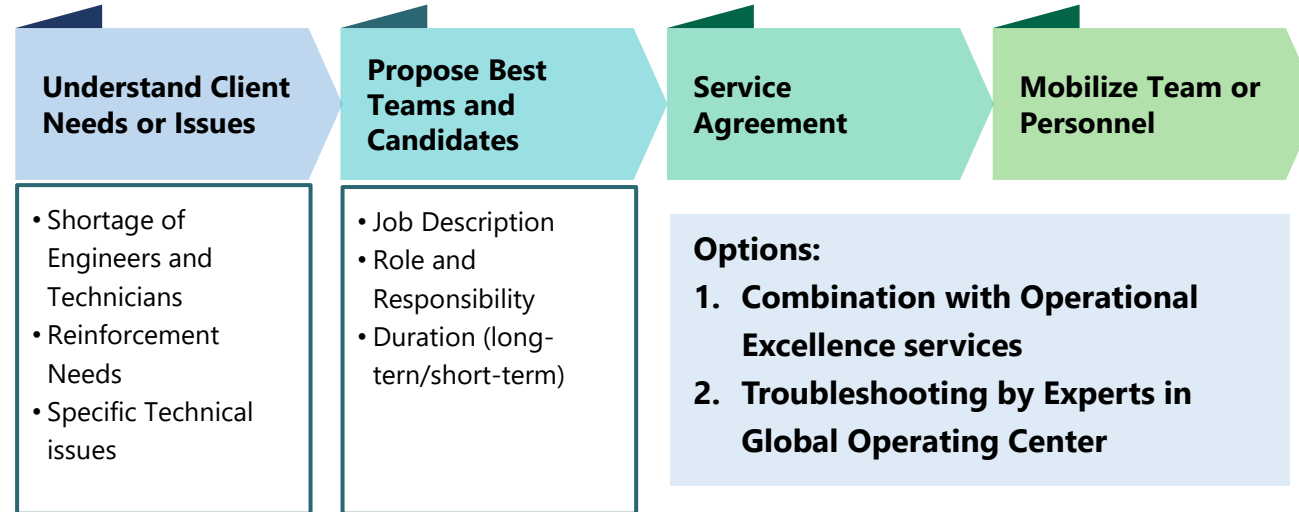 Understand Client
Needs or Issues
Propose Best
Teams and
Candidates
Service
Agreement
Mobilize Team or
Personnel
• Shortage of
Engineers and
Technicians
• Reinforcement
Needs
• Specific Technical
issues
• Job Description
• Role and
Responsibility
• Duration (long-
tern/short-term)
Options:
1. Combination with Operational
Excellence services
2. Troubleshooting by Experts in
Global Operating Center